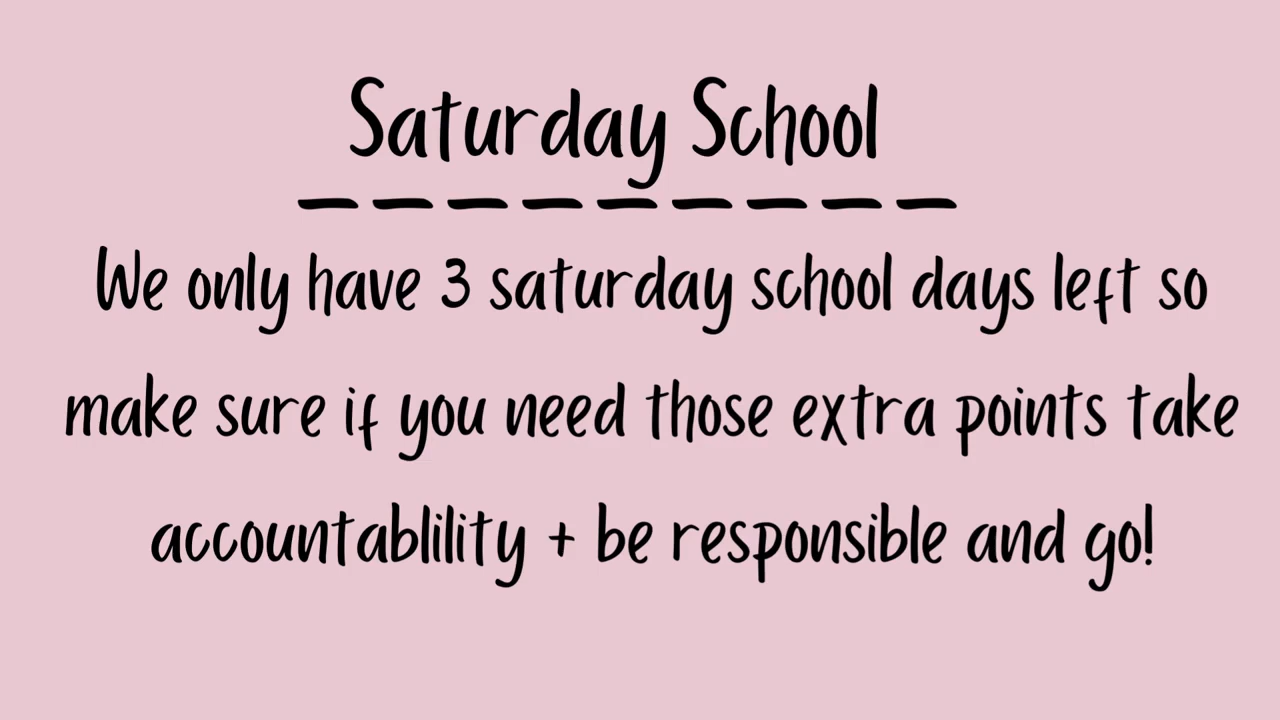 Saturday School
We only have 3 saturday school days left so
make sure if you need those extra points take
accountablility + be responsible and go!